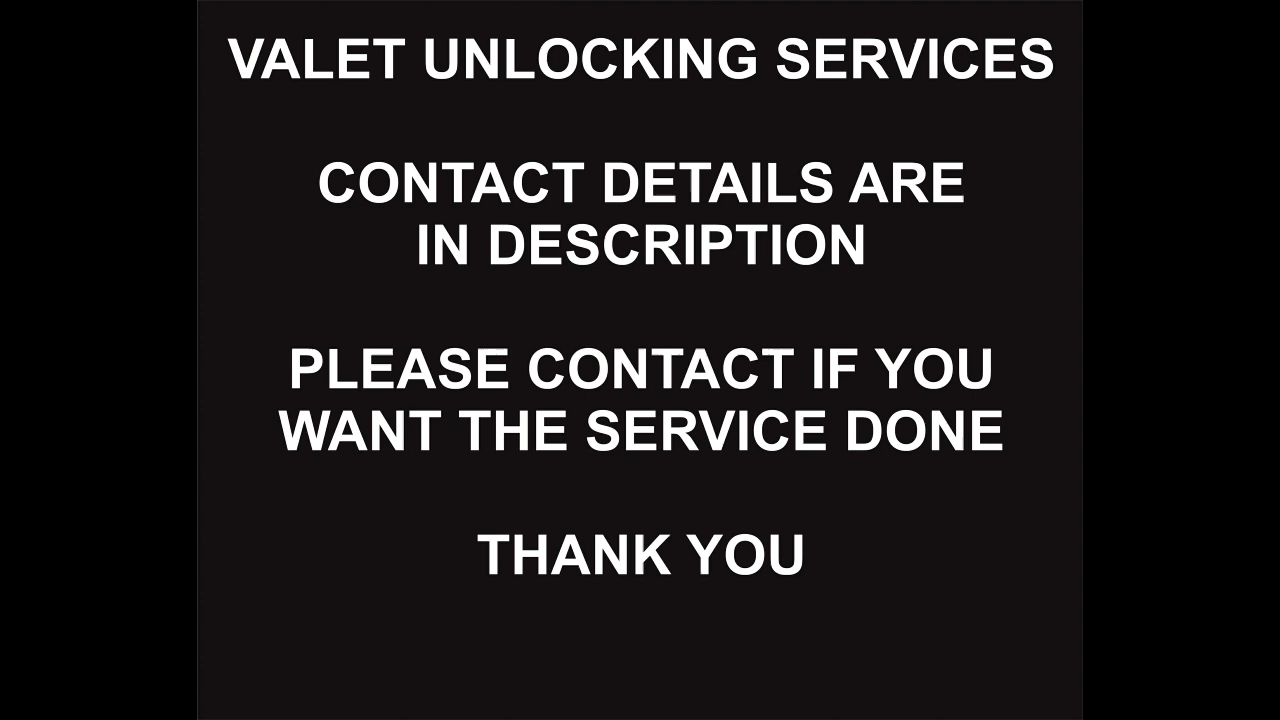 VALET UNLOCKING SERVICES
CONTACT DETAILS ARE
IN DESCRIPTION
PLEASE CONTACT IF YOU
WANT THE SERVICE DONE
THANK YOU